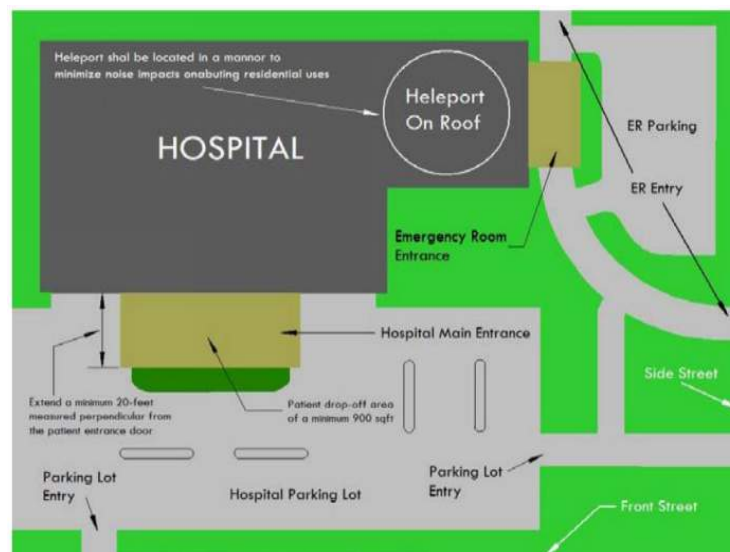 Heleport shal be located in a mannor to
minimize noise impacts onabuting residential uses
Heleport
On Roof
HOSPITAL
ER Parking
ER Entry
Emergency Room
Entrance
Hospital Main Entrance
Side Street
Extend a minimum 20-feet
measured perpendicular from
the patient entrance door
Patient drop-off area
of a minimum 900 sqft
Parking Lot
Entry
Hospital Parking Lot
Parking Lot
Entry
Front Street